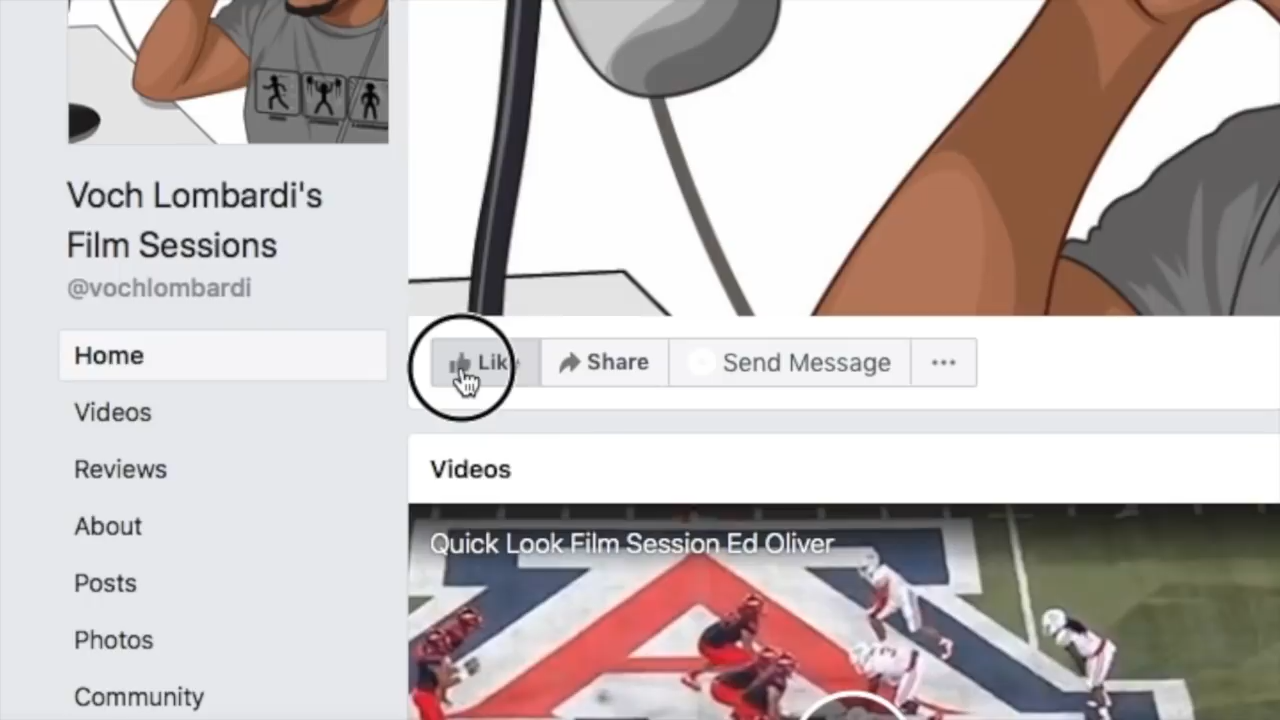 Voch Lombardi's
Film Sessions
@vochlombardi
Home
Videos
Reviews
About
Posts
Photos
Community
Lik
Share
Send Message
Videos
Quick Look Film Session Ed Oliver